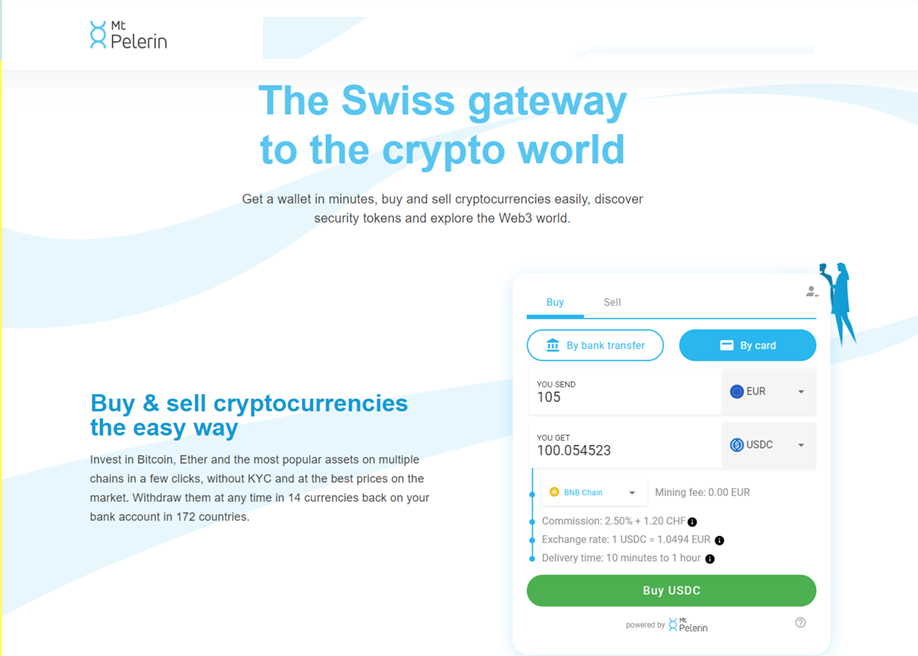 Mt
Pelerin
The Swiss gateway
to the crypto world
Get a wallet in minutes, buy and sell cryptocurrencies easily, discover
security tokens and explore the Web3 world.
Buy & sell cryptocurrencies
the easy way
Invest in Bitcoin, Ether and the most popular assets on multiple
chains in a few clicks, without KYC and at the best prices on the
market. Withdraw them at any time in 14 currencies back on your
bank account in 172 countries.
Buy Sell
By bank transfer By card
YOU SEND
105 EUR
YOU GET
100.054523 USDC
BNB Chain Mining fee: 0.00 EUR
Commission: 2.50% + 1.20 CHF
Exchange rate: 1 USDC = 1.0494 EUR
Delivery time: 10 minutes to 1 hour
Buy USDC
powered by Mt Pelerin